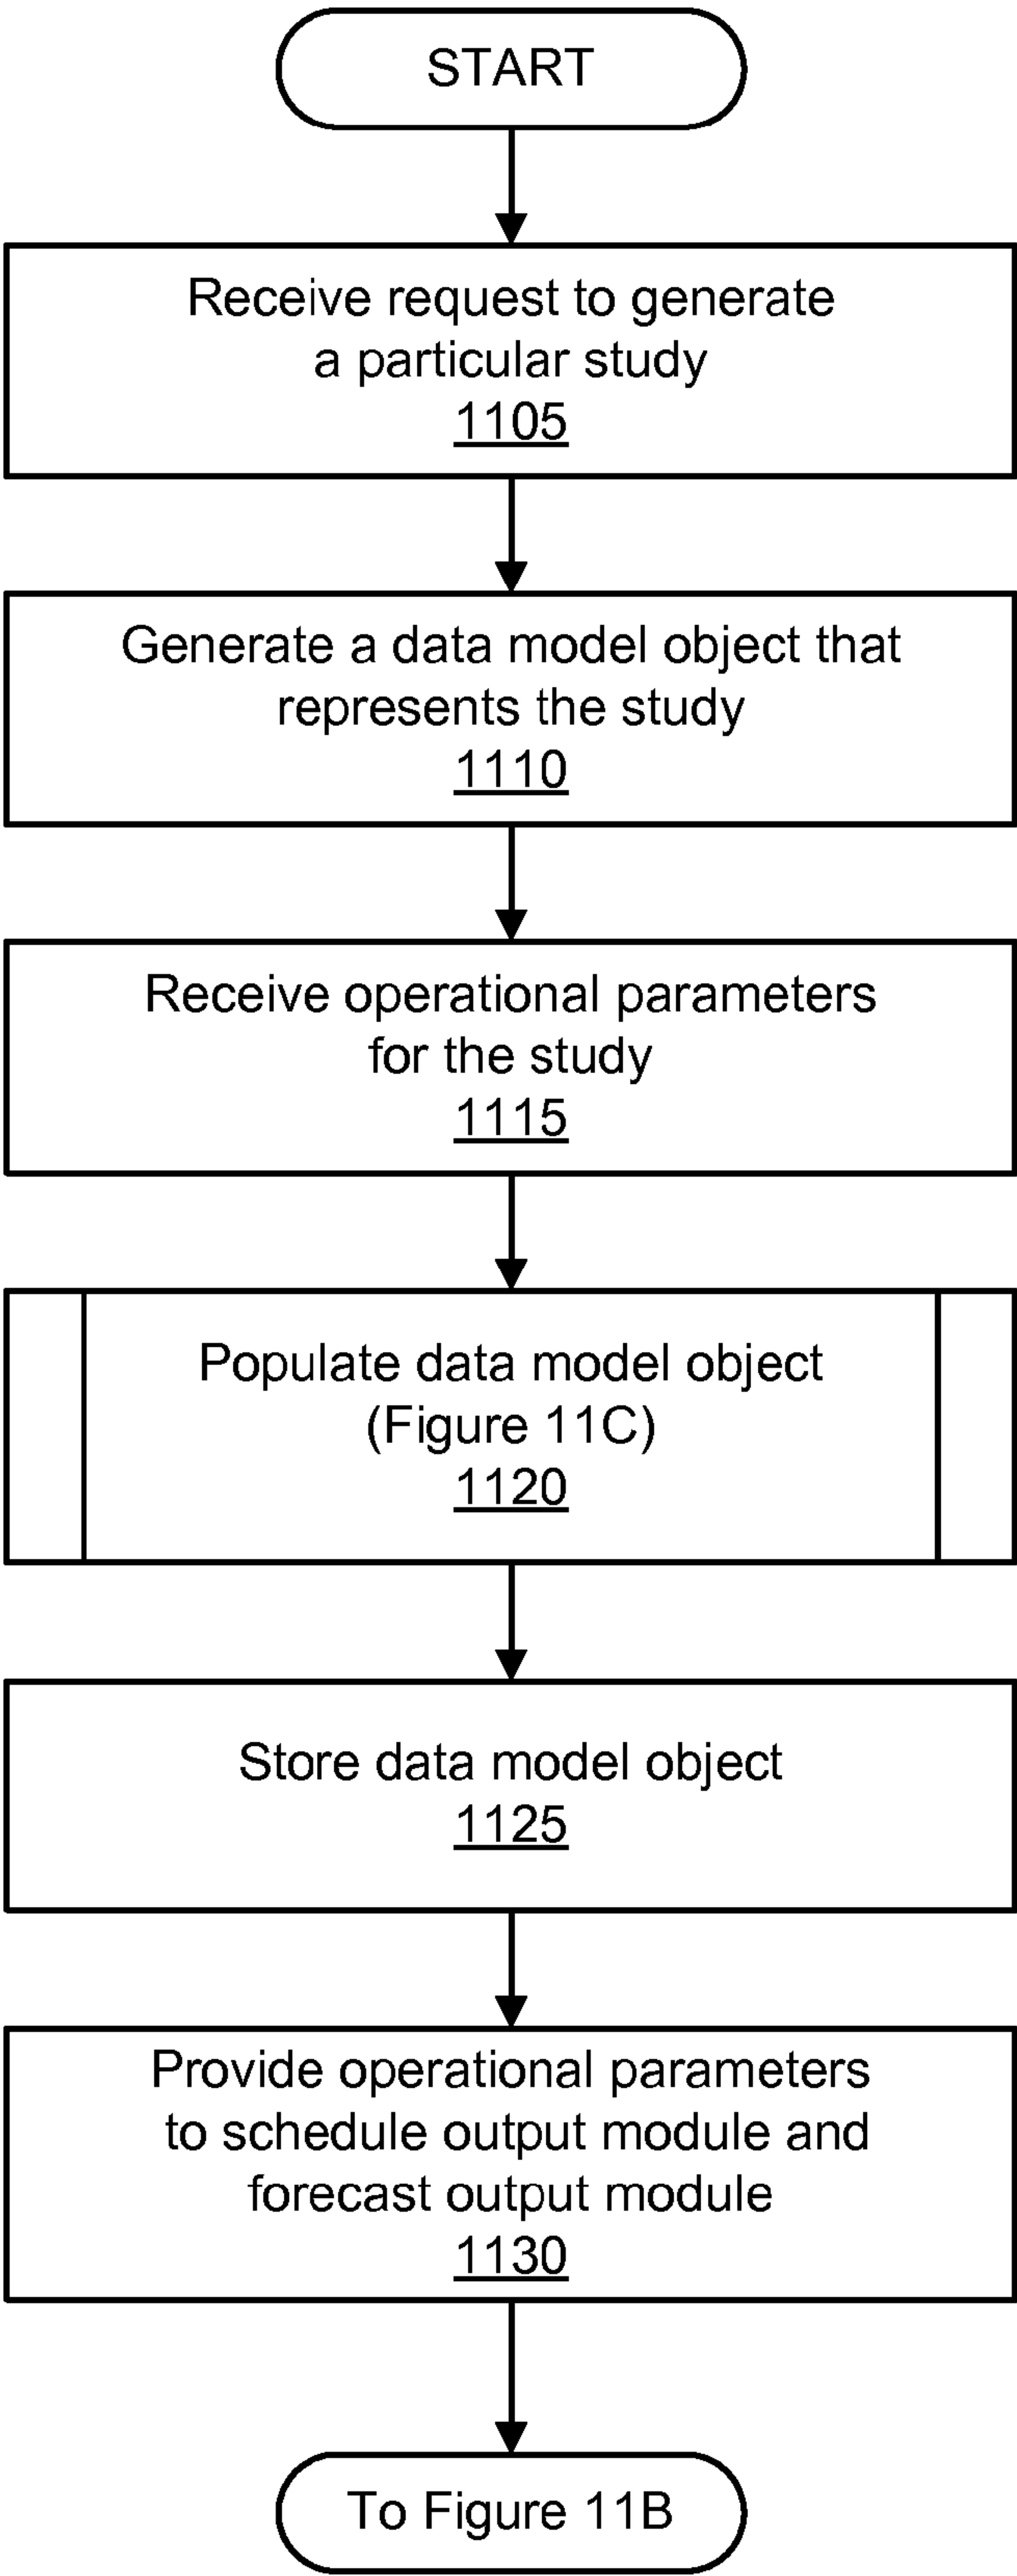 START
Receive request to generate
a particular study
1105
Generate a data model object that
represents the study
1110
Receive operational parameters
for the study
1115
Populate data model object
(Figure 11C)
1120
Store data model object
1125
Provide operational parameters
to schedule output module and
forecast output module
1130
To Figure 11B